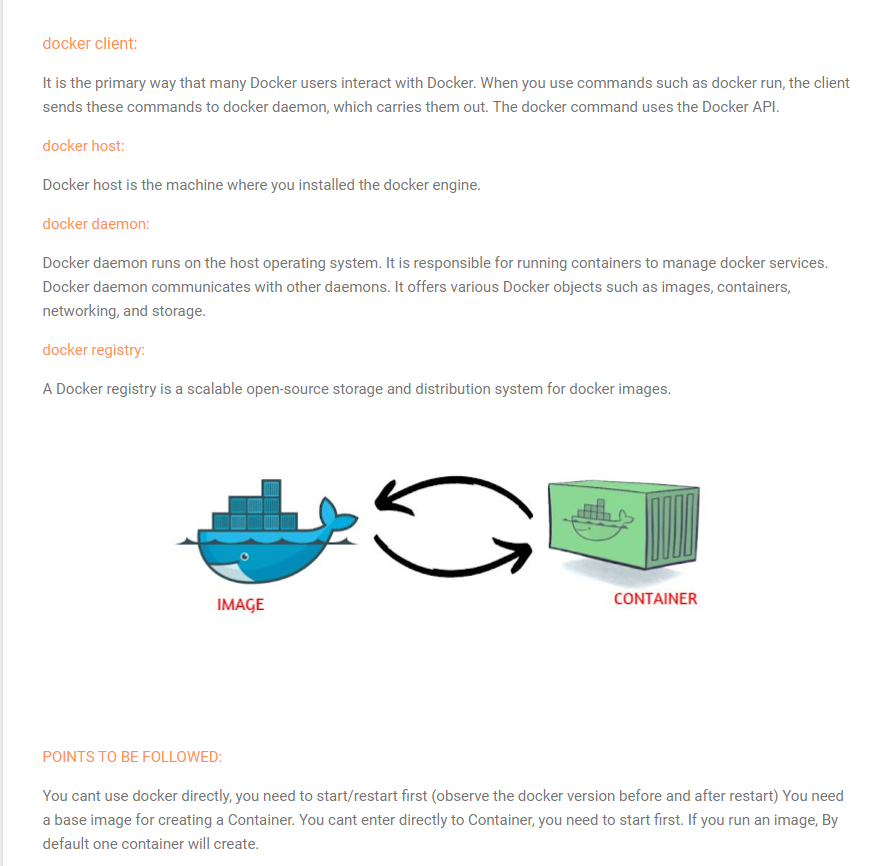 docker client:
It is the primary way that many Docker users interact with Docker. When you use commands such as docker run, the client
sends these commands to docker daemon, which carries them out. The docker command uses the Docker API.
docker host:
Docker host is the machine where you installed the docker engine.
docker daemon:
Docker daemon runs on the host operating system. It is responsible for running containers to manage docker services.
Docker daemon communicates with other daemons. It offers various Docker objects such as images, containers,
networking, and storage.
docker registry:
A Docker registry is a scalable open-source storage and distribution system for docker images.
IMAGE
CONTAINER
POINTS TO BE FOLLOWED:
You cant use docker directly, you need to start/restart first (observe the docker version before and after restart) You need
a base image for creating a Container. You cant enter directly to Container, you need to start first. If you run an image, By
default one container will create.